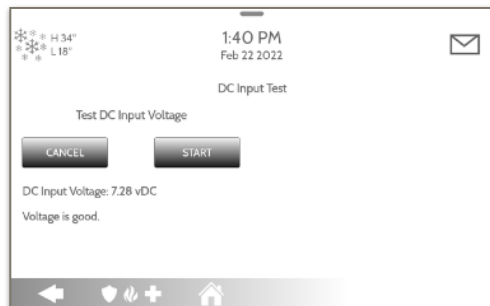 H 34°
L 18°
1:40 PM
Feb 22 2022
DC Input Test
Test DC Input Voltage
CANCEL
START
DC Input Voltage: 7.28 vDC
Voltage is good.